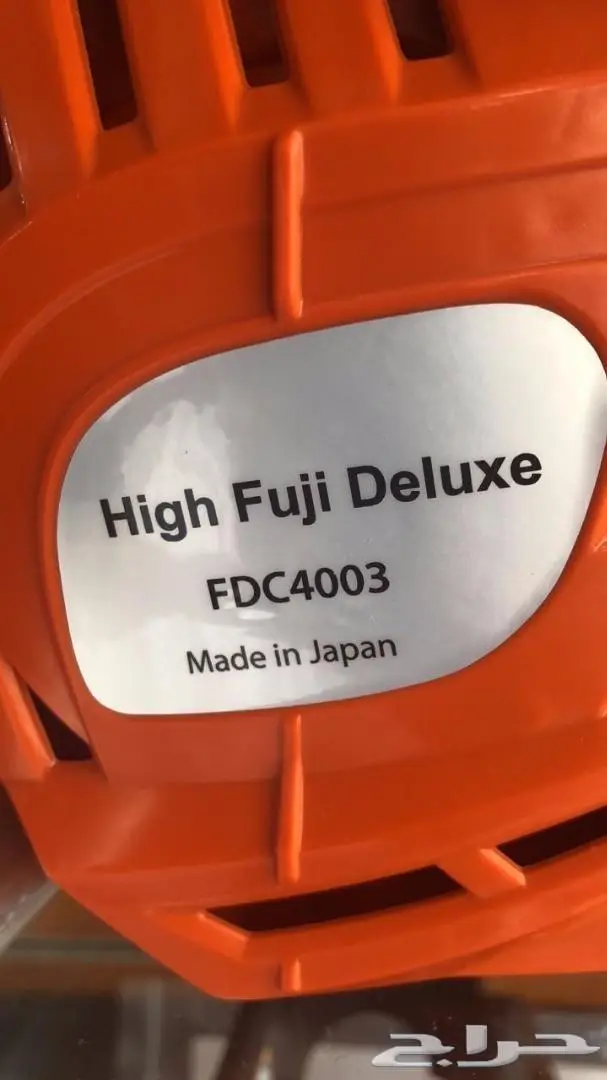 High Fuji Deluxe
FDC4003
Made in Japan
حراج